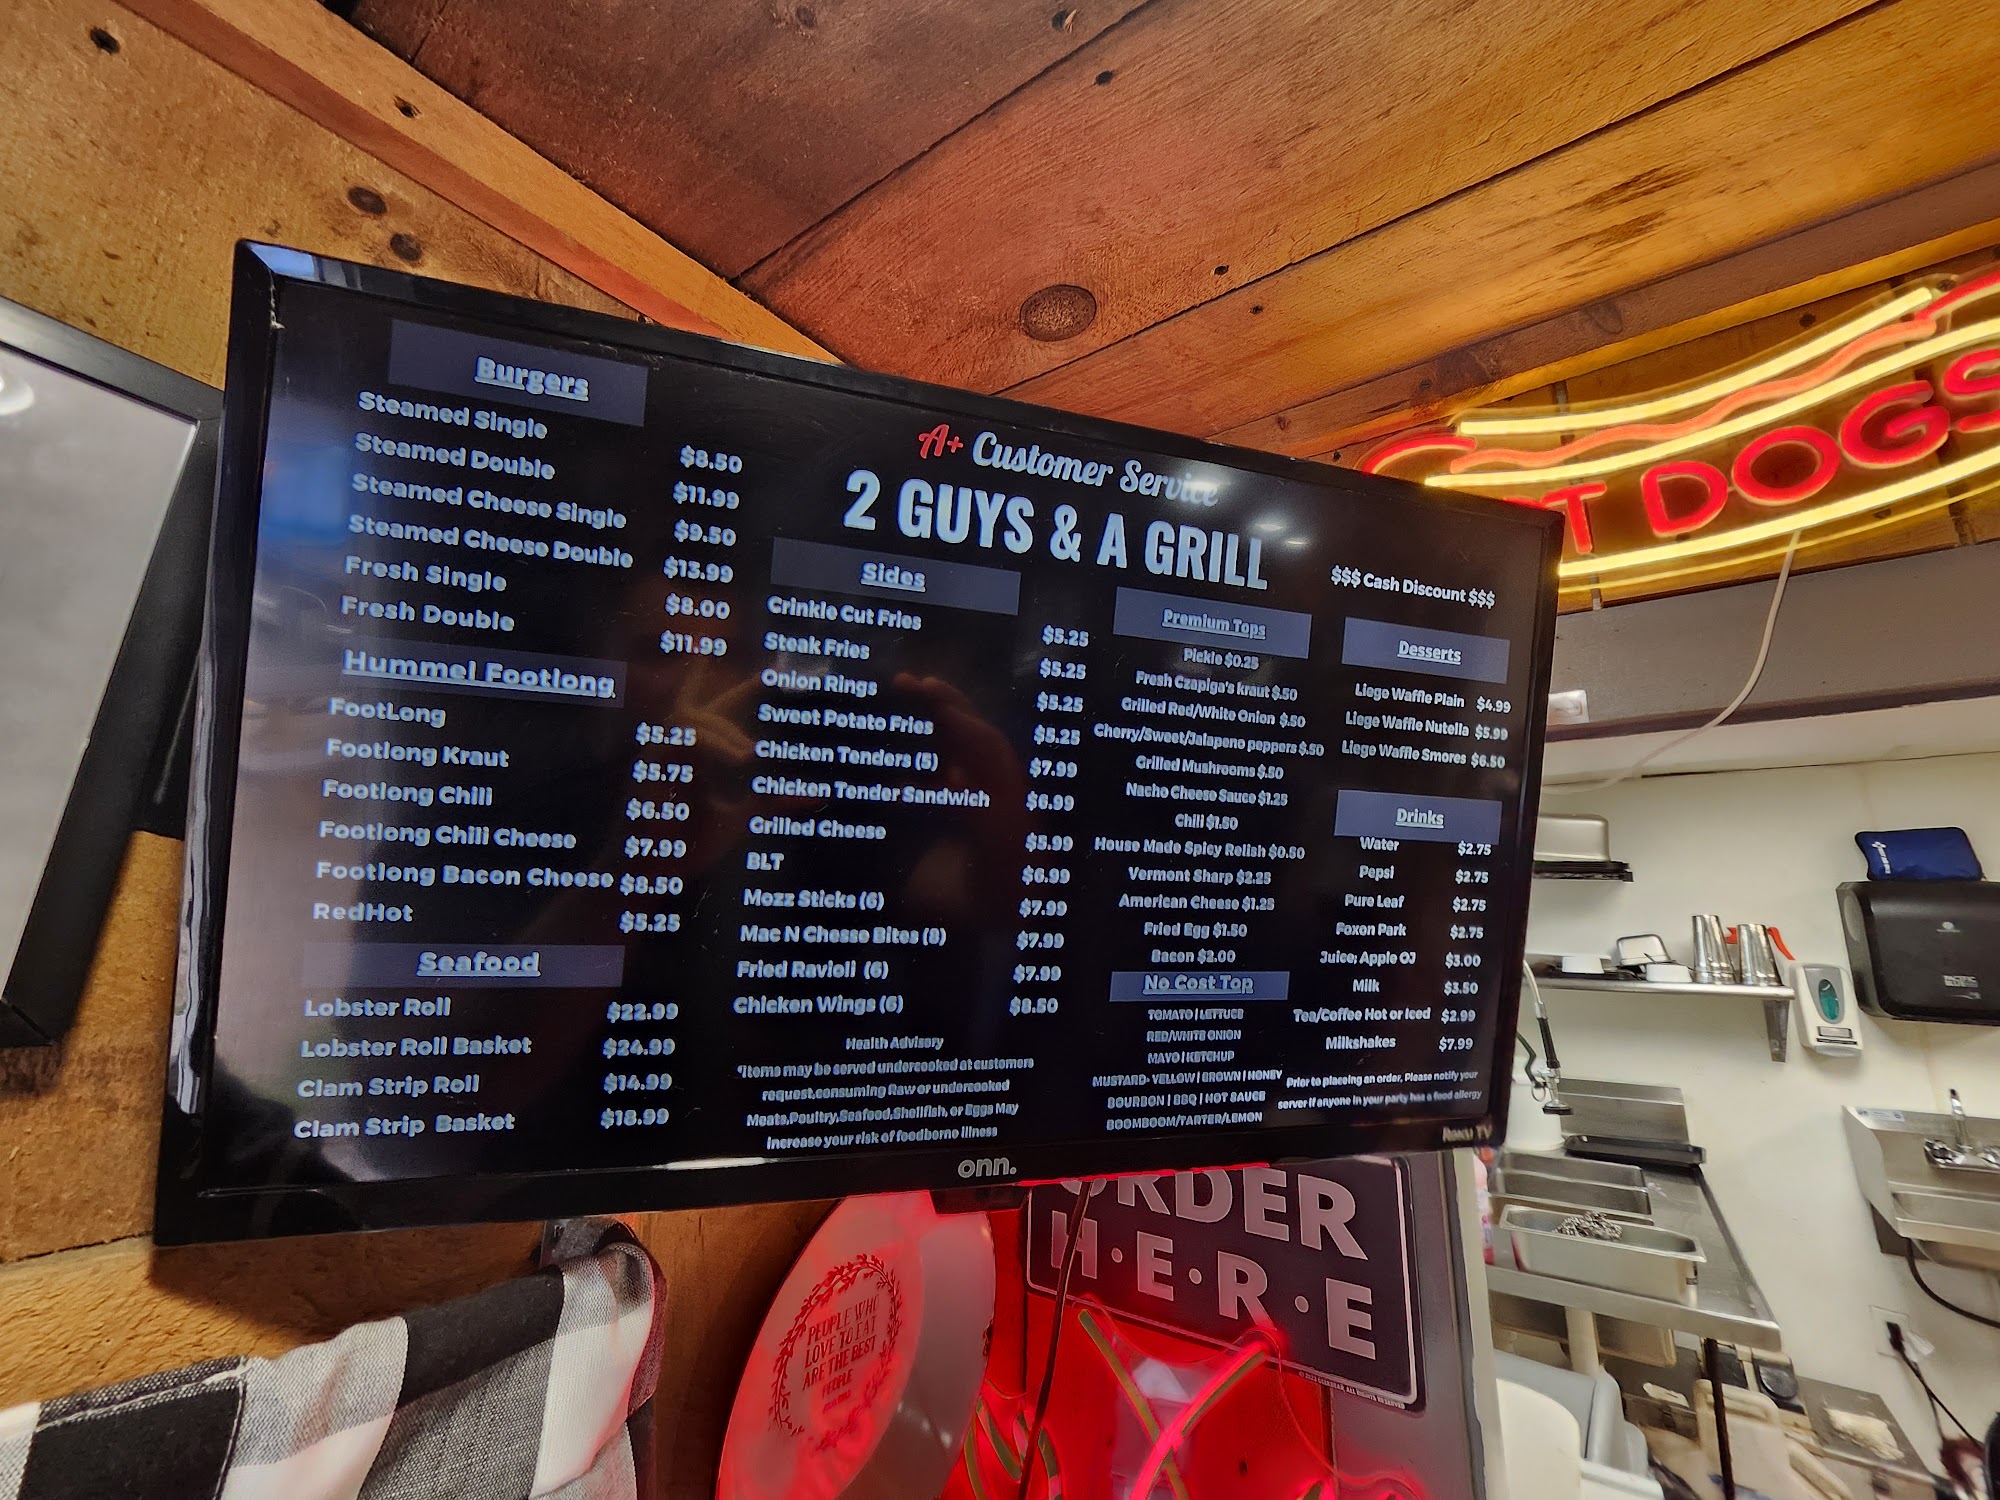 A+ Customer Service
2 GUYS & A GRILL
$$$ Cash Discount $$$
Burgers
Steamed Single $8.50
Steamed Double $11.99
Steamed Cheese Single $9.50
Steamed Cheese Double $13.99
Fresh Single $8.00
Fresh Double $11.99
Hummel Footlong
FootLong $5.25
Footlong Kraut $5.75
Footlong Chili $6.50
Footlong Chili Cheese $7.99
Footlong Bacon Cheese $8.50
RedHot $5.25
Seafood
Lobster Roll $22.99
Lobster Roll Basket $24.99
Clam Strip Roll $14.99
Clam Strip Basket $18.99
Sides
Crinkle Cut Fries $5.25
Steak Fries $5.25
Onion Rings $5.25
Sweet Potato Fries $5.25
Chicken Tenders (5) $7.99
Chicken Tender Sandwich $6.99
Grilled Cheese $5.99
BLT $6.99
Mozz Sticks (6) $7.99
Mac N Cheese Bites (8) $7.99
Fried Ravioli (6) $7.99
Chicken Wings (6) $8.50
Health Advisory
*Items may be served undercooked at customers
request.consuming Raw or undercooked
Meats,Poultry,Seafood,Shellfish, or Eggs May
increase your risk of foodborne illness
Premium Tops
Pickle $0.25
Fresh Czapiga's kraut $.50
Grilled Red/White Onion $.50
Cherry/Sweet/Jalapeno peppers $.50
Grilled Mushrooms $.50
Nacho Cheese Sauce $1.25
Chili $1.50
House Made Spicy Relish $0.50
Vermont Sharp $2.25
American Cheese $1.25
Fried Egg $1.50
Bacon $2.00
No Cost Top
TOMATO | LETTUCE
RED/WHITE ONION
MAYO | KETCHUP
MUSTARD- YELLOW | BROWN | HONEY
BOURBON | BBQ | HOT SAUCE
BOOMBOOM/TARTER/LEMON
Desserts
Liege Waffle Plain $4.99
Liege Waffle Nutella $5.99
Liege Waffle Smores $6.50
Drinks
Water $2.75
Pepsi $2.75
Pure Leaf $2.75
Foxon Park $2.75
Juice; Apple OJ $3.00
Milk $3.50
Tea/Coffee Hot or Iced $2.99
Milkshakes $7.99
Prior to placing an order, Please notify your
server if anyone in your party has a food allergy
onn.
Roku TV
T DOGS
ORDER
H·E·R·E
PEOPLE WHO
LOVE TO EAT
ARE THE BEST
PEOPLE